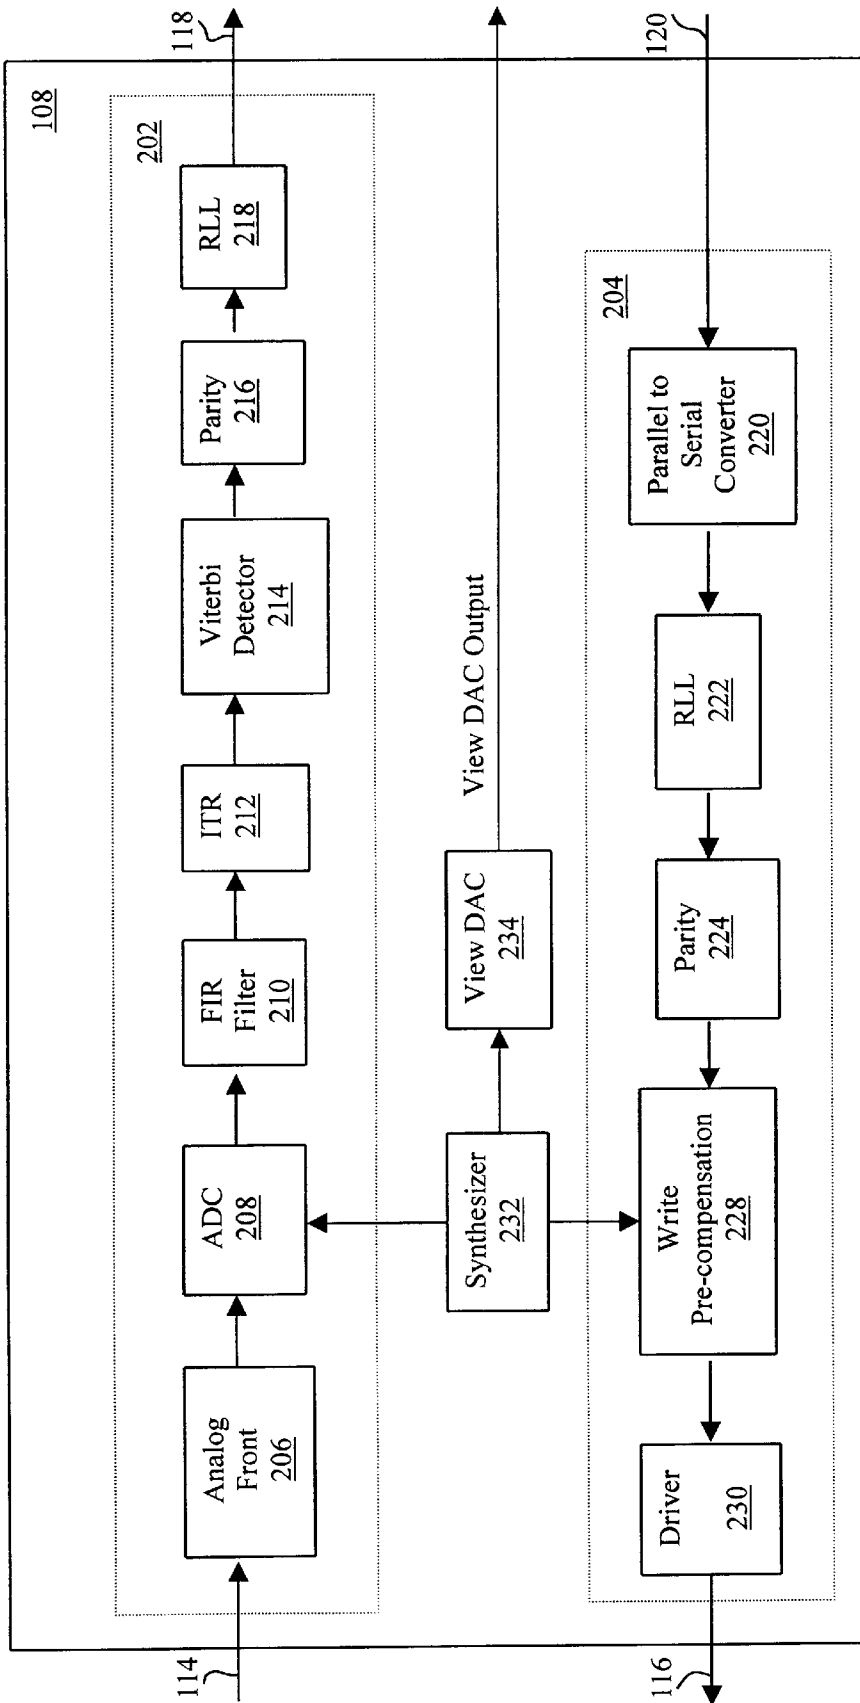 108
202
114
Analog
Front
206
ADC
208
FIR
Filter
210
ITR
212
Viterbi
Detector
214
Parity
216
RLL
218
118
Synthesizer
232
View DAC
234
View DAC Output
204
116
Driver
230
Write
Pre-compensation
228
Parity
224
RLL
222
Parallel to
Serial
Converter
220
120